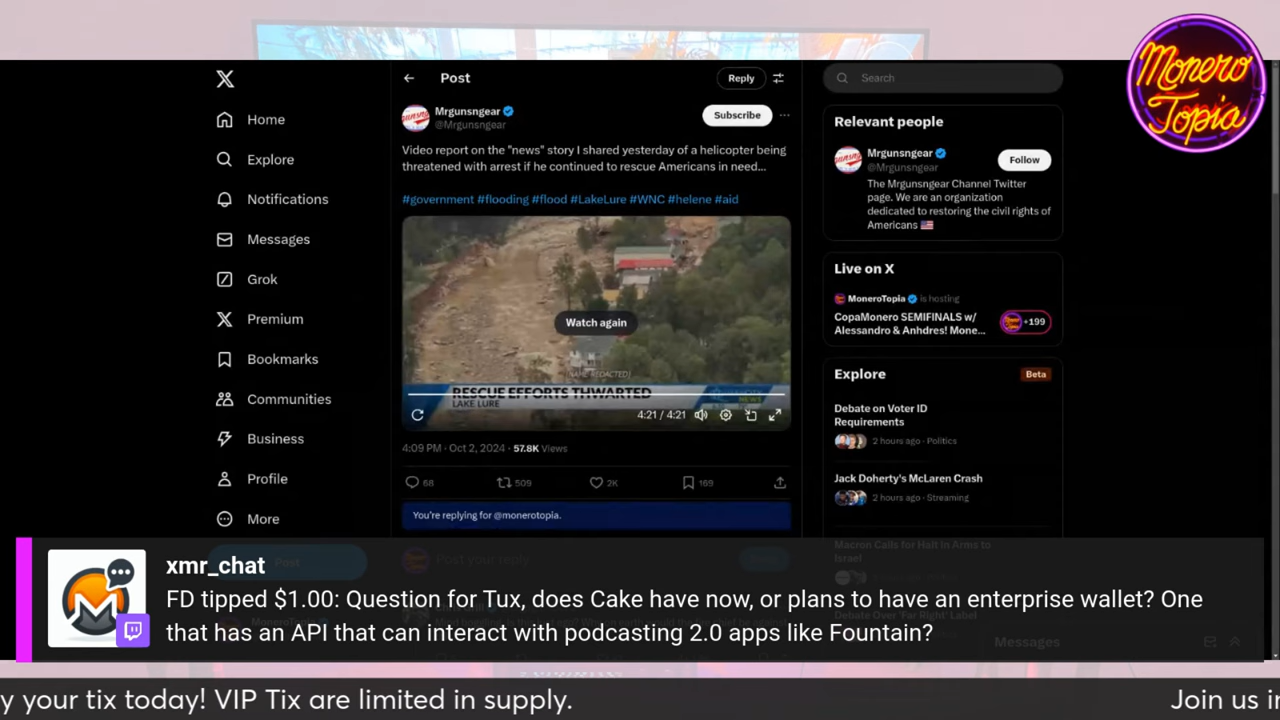 Monero
Topia
X
Home
Explore
Notifications
Messages
Grok
Premium
Bookmarks
Communities
Business
Profile
More
Post
Reply
Mrgunsngear
@Mrgunsngear
Subscribe
Video report on the "news" story I shared yesterday of a helicopter being
threatened with arrest if he continued to rescue Americans in need...
#government #flooding #flood #LakeLure #WNC #helene #aid
Watch again
RESCUE EFFORTS THWARTED
LAKE LURE
NEWS
4:21 / 4:21
4:09 PM · Oct 2, 2024 · 57.8K Views
68
509
2K
169
You're replying for @monerotopia.
Post your reply
Search
Relevant people
Mrgunsngear
@Mrgunsngear
Follow
The Mrgunsngear Channel Twitter
page. We are an organization
dedicated to restoring the civil rights of
Americans
Live on X
MoneroTopia is hosting
CopaMonero SEMIFINALS w/
Alessandro & Anhdres! Mone...
+199
Explore
Beta
Debate on Voter ID
Requirements
2 hours ago · Politics
Jack Doherty's McLaren Crash
2 hours ago · Streaming
Macron Calls for Halt in Arms to
Israel
Debate Over 'Far Right' Label
Messages
xmr_chat
FD tipped $1.00: Question for Tux, does Cake have now, or plans to have an enterprise wallet? One
that has an API that can interact with podcasting 2.0 apps like Fountain?
y your tix today! VIP Tix are limited in supply.
Join us i